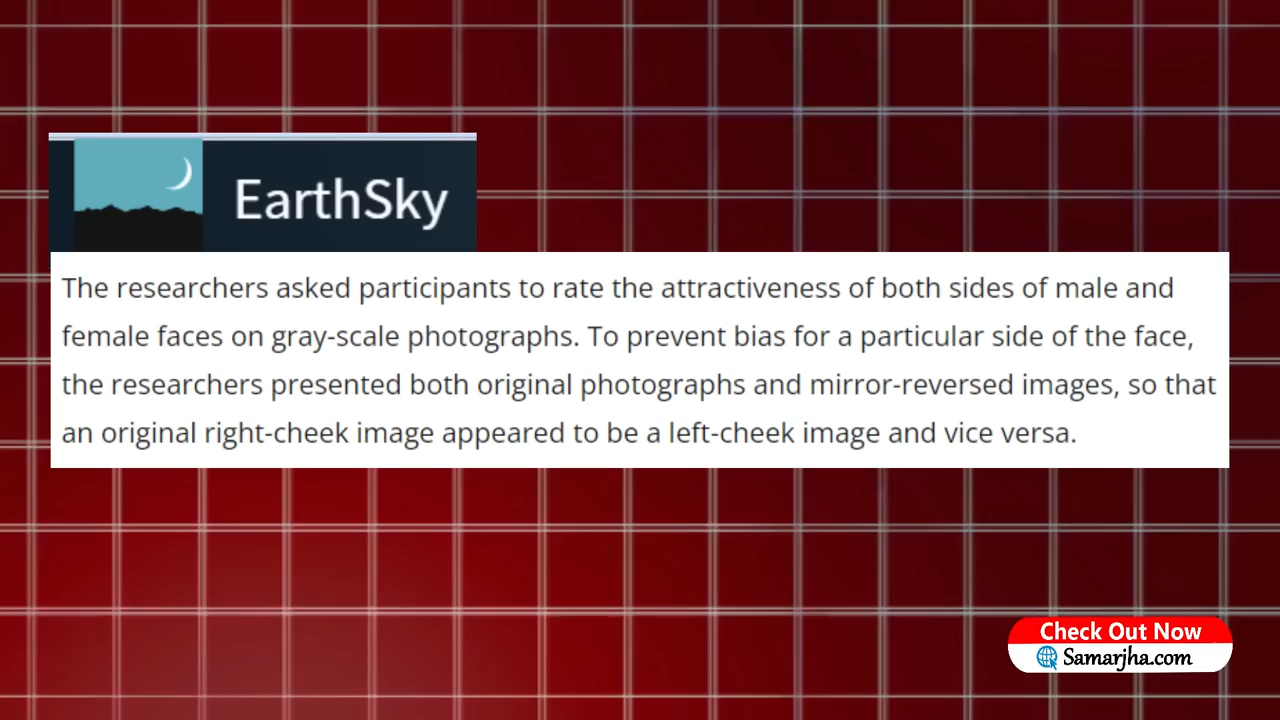 EarthSky
The researchers asked participants to rate the attractiveness of both sides of male and
female faces on gray-scale photographs. To prevent bias for a particular side of the face,
the researchers presented both original photographs and mirror-reversed images, so that
an original right-cheek image appeared to be a left-cheek image and vice versa.
Check Out Now
Samarjha.com